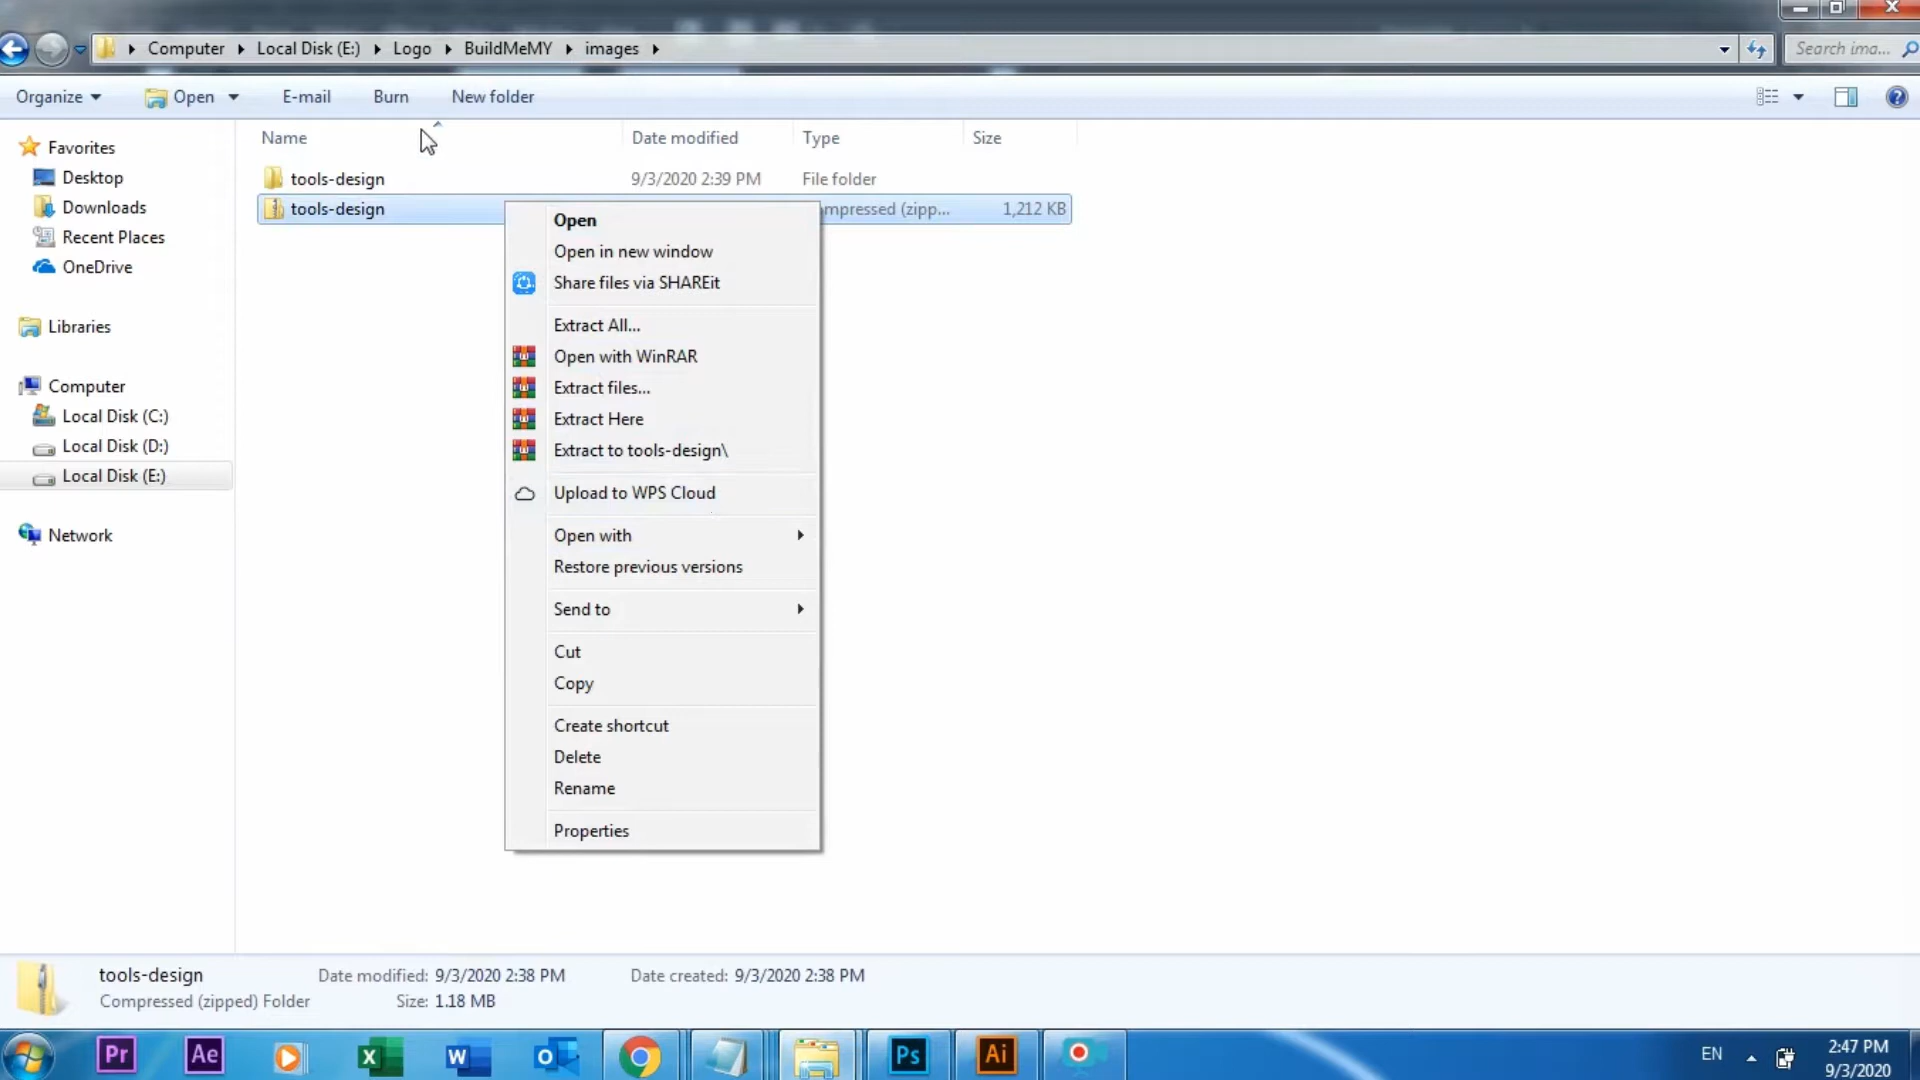 Computer Local Disk (E:) Logo BuildMeMY images
Search ima...
Organize Open E-mail Burn New folder
Name Date modified Type Size
Favorites
Desktop
Downloads
Recent Places
OneDrive
Libraries
Computer
Local Disk (C:)
Local Disk (D:)
Local Disk (E:)
Network
tools-design 9/3/2020 2:39 PM File folder
tools-design mpressed (zipp... 1,212 KB
Open
Open in new window
Share files via SHAREit
Extract All...
Open with WinRAR
Extract files...
Extract Here
Extract to tools-design\
Upload to WPS Cloud
Open with
Restore previous versions
Send to
Cut
Copy
Create shortcut
Delete
Rename
Properties
tools-design Date modified: 9/3/2020 2:38 PM Date created: 9/3/2020 2:38 PM
Compressed (zipped) Folder Size: 1.18 MB
Pr Ae X W O Ps Ai
EN
2:47 PM
9/3/2020